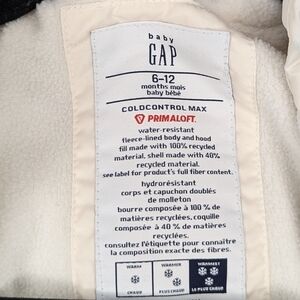 baby
GAP
6-12
months mois
baby bébé
COLDCONTROL MAX
PRIMALOFT
water-resistant
fleece-lined body and hood
fill made with 100% recycled
material, shell made with 40%
recycled material.
see label for product's full fiber content.
hydrorésistant
corps et capuchon doublés
de molleton
bourre composée à 100 % de
matières recyclées, coquille
composée à 40 % de matières
recyclées.
consultez l'étiquette pour connaître
la composition exacte des fibres.
WARM WARMER WARMEST
CHAUD PLUS CHAUD LE PLUS CHAUD